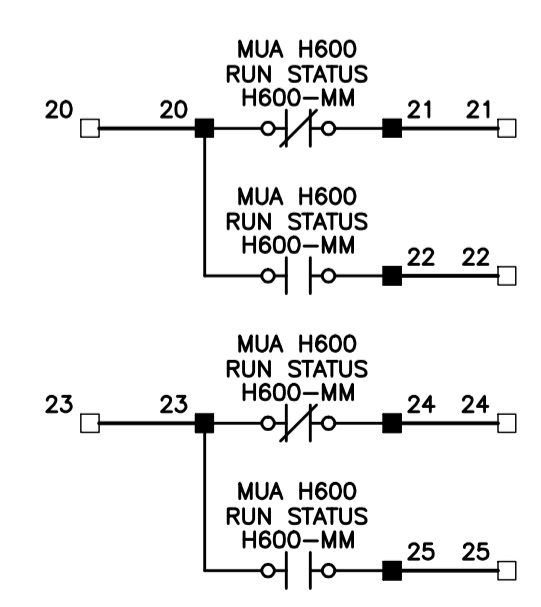 MUA H600
RUN STATUS
H600-MM
20 20 21 21
MUA H600
RUN STATUS
H600-MM
22 22
MUA H600
RUN STATUS
H600-MM
23 23 24 24
MUA H600
RUN STATUS
H600-MM
25 25